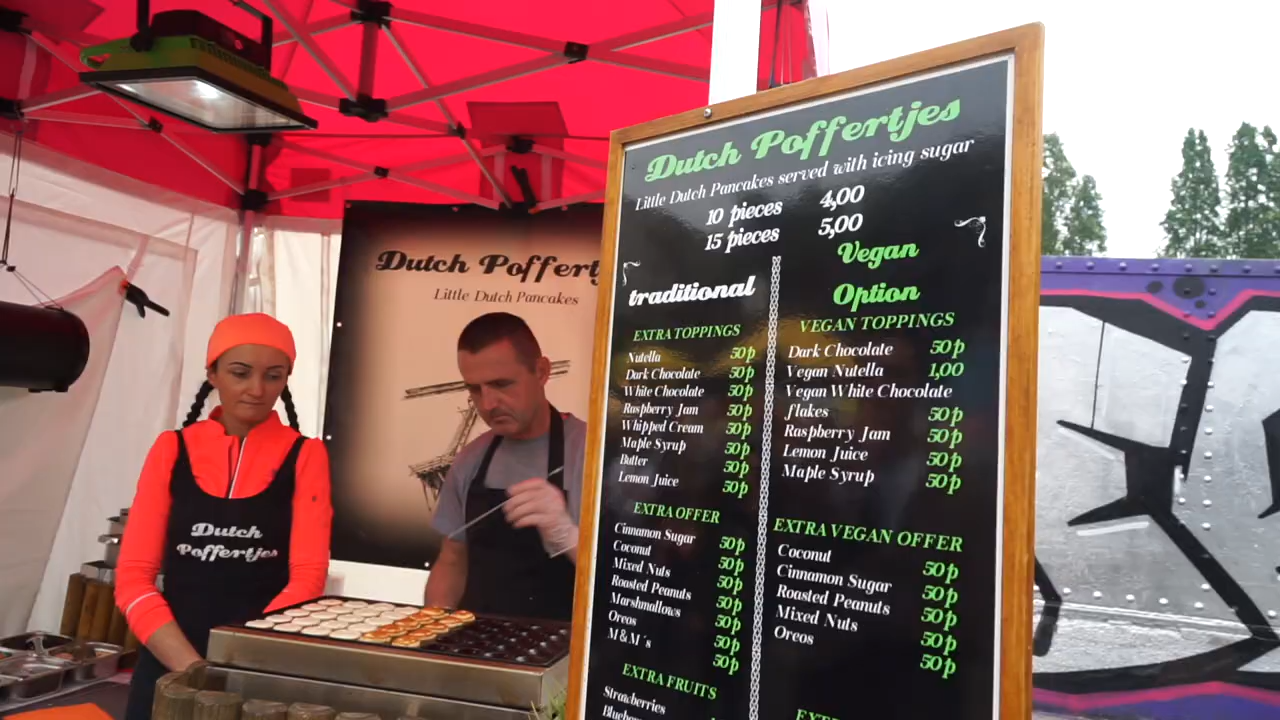 Dutch Poffertjes
Little Dutch Pancakes served with icing sugar
10 pieces 4,00
15 pieces 5,00
traditional
EXTRA TOPPINGS
Nutella 50p
Dark Chocolate 50p
White Chocolate 50p
Raspberry Jam 50p
Whipped Cream 50p
Maple Syrup 50p
Butter 50p
Lemon Juice 50p
EXTRA OFFER
Cinnamon Sugar 50p
Coconut 50p
Mixed Nuts 50p
Roasted Peanuts 50p
Marshmallows 50p
Oreos 50p
M&M´s 50p
EXTRA FRUITS
Strawberries
Vegan
Option
VEGAN TOPPINGS
Dark Chocolate 50p
Vegan Nutella 1,00
Vegan White Chocolate
flakes 50p
Raspberry Jam 50p
Lemon Juice 50p
Maple Syrup 50p
EXTRA VEGAN OFFER
Coconut 50p
Cinnamon Sugar 50p
Roasted Peanuts 50p
Mixed Nuts 50p
Oreos 50p
Dutch Poffertj
Little Dutch Pancakes
Dutch
Poffertjes